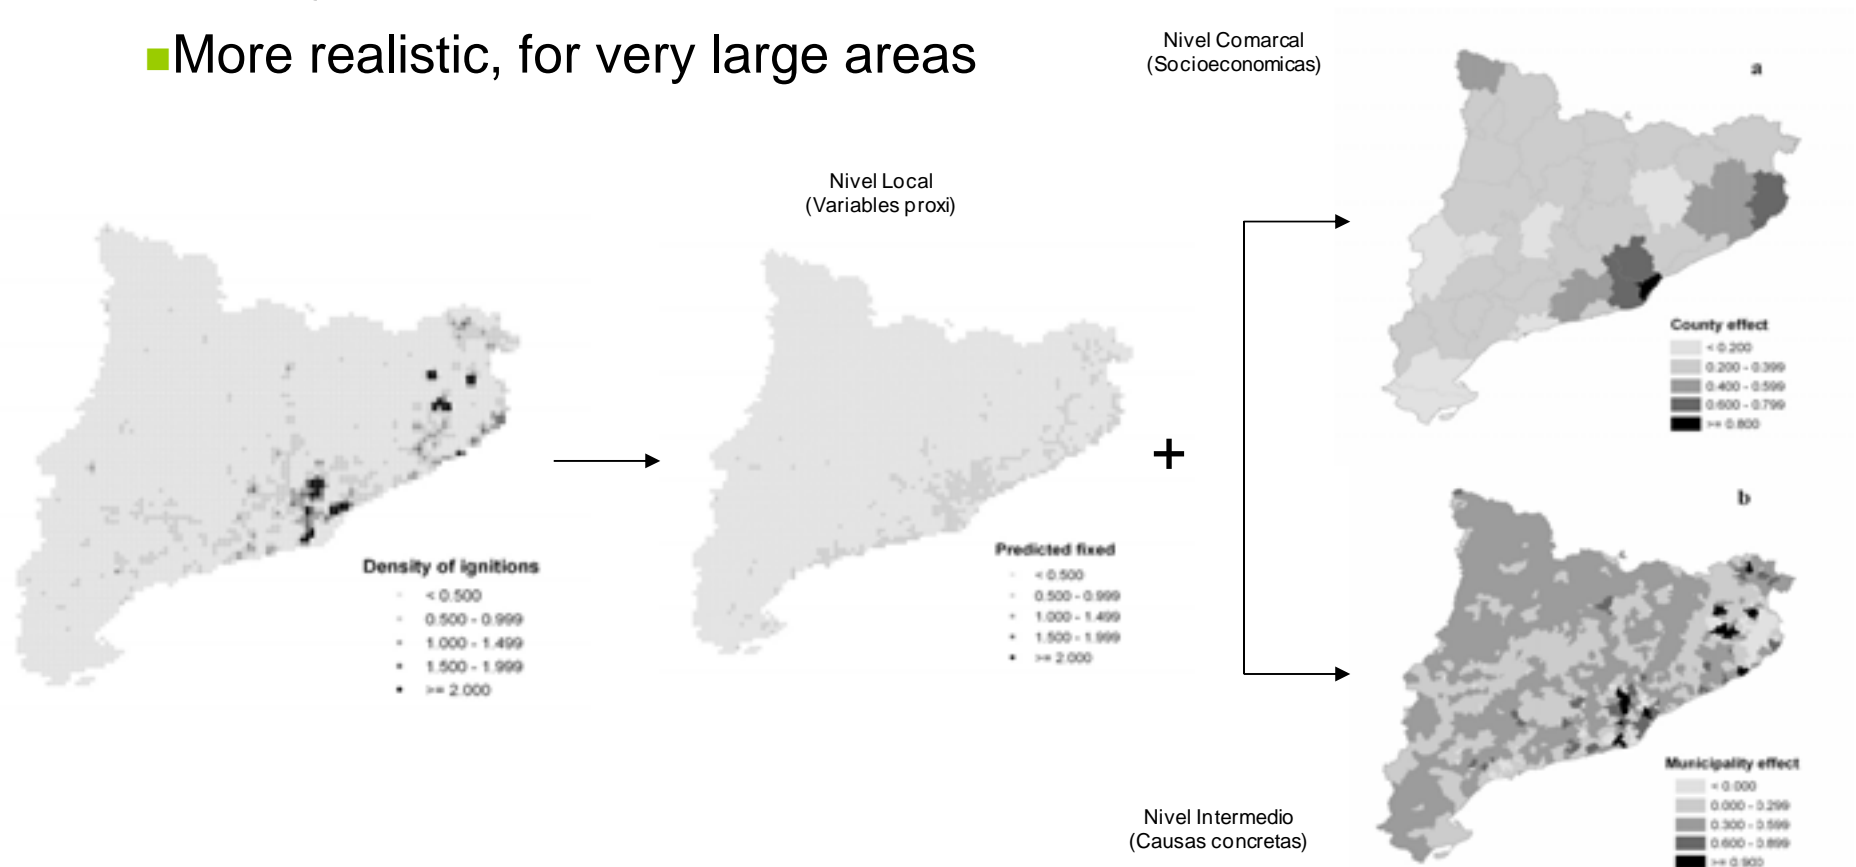 ■More realistic, for very large areas
Nivel Comarcal
(Socioeconomicas)
a
Nivel Local
(Variables proxi)
County effect
< 0.200
0.200 - 0.399
0.400 - 0.599
0.600 - 0.799
>= 0.800
+
Density of ignitions
< 0.500
0.500 - 0.999
1.000 - 1.499
1.500 - 1.999
>= 2.000
Predicted fixed
< 0.500
0.500 - 0.999
1.000 - 1.499
1.500 - 1.999
>= 2.000
b
Municipality effect
< 0.000
0.000 - 0.299
0.300 - 0.599
0.600 - 0.899
>= 0.900
Nivel Intermedio
(Causas concretas)